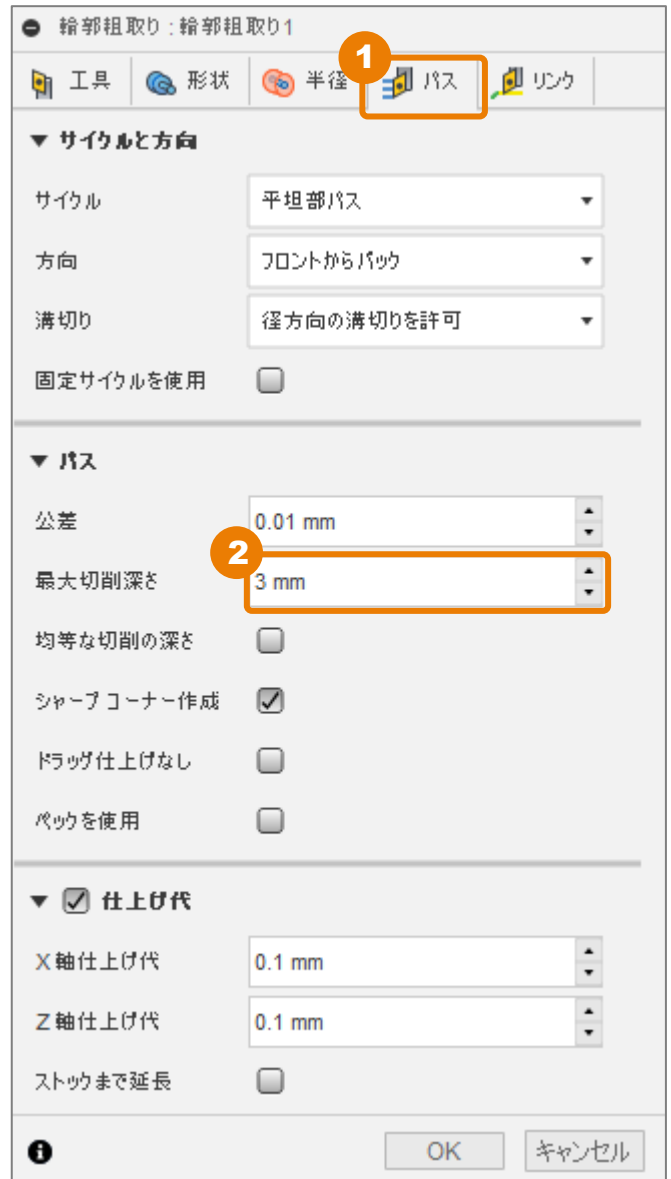 輪郭粗取り : 輪郭粗取り1
1
工具 形状 半径 パス リンク
▼ サイクルと方向
サイクル 平坦部パス
方向 フロントからバック
溝切り 径方向の溝切りを許可
固定サイクルを使用
▼ パス
公差 0.01 mm
2
最大切削深さ 3 mm
均等な切削の深さ
シャープ コーナー作成
ドラッグ仕上げなし
ペックを使用
▼ 仕上げ代
X 軸仕上げ代 0.1 mm
Z 軸仕上げ代 0.1 mm
ストックまで延長
OK キャンセル